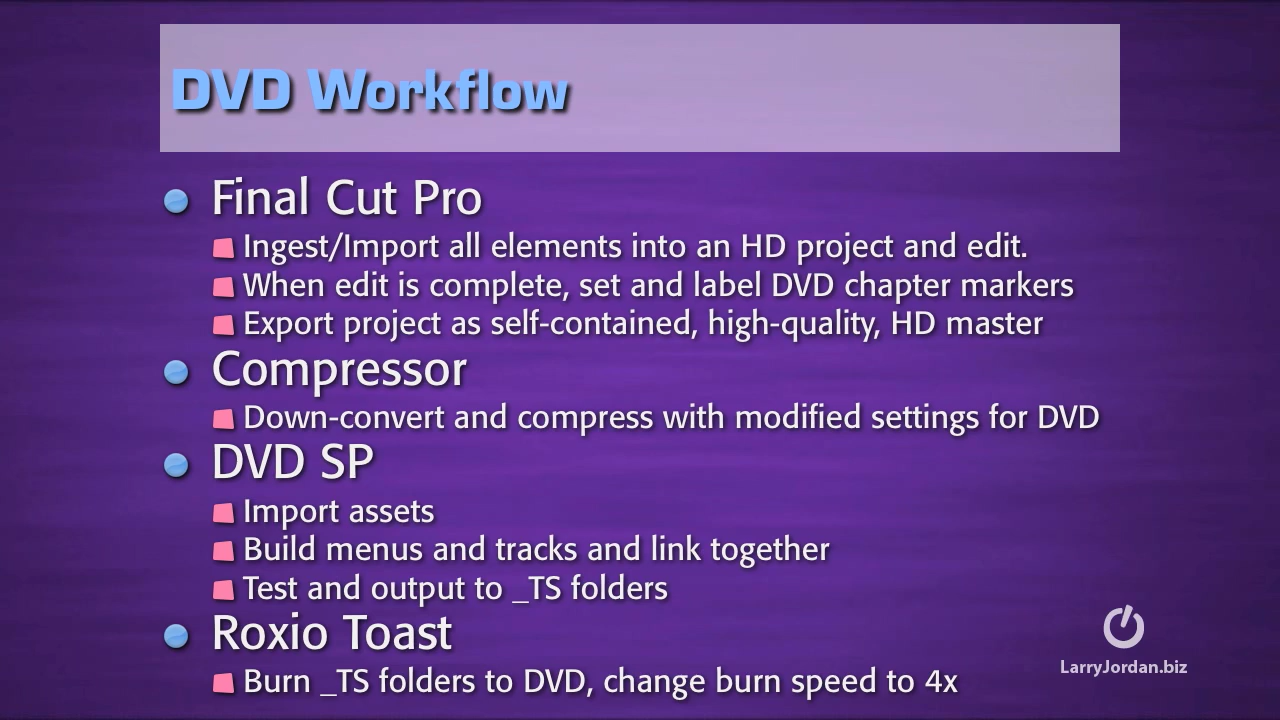 DVD Workflow
Final Cut Pro
Ingest/Import all elements into an HD project and edit.
When edit is complete, set and label DVD chapter markers
Export project as self-contained, high-quality, HD master
Compressor
Down-convert and compress with modified settings for DVD
DVD SP
Import assets
Build menus and tracks and link together
Test and output to _TS folders
Roxio Toast
Burn _TS folders to DVD, change burn speed to 4x
LarryJordan.biz